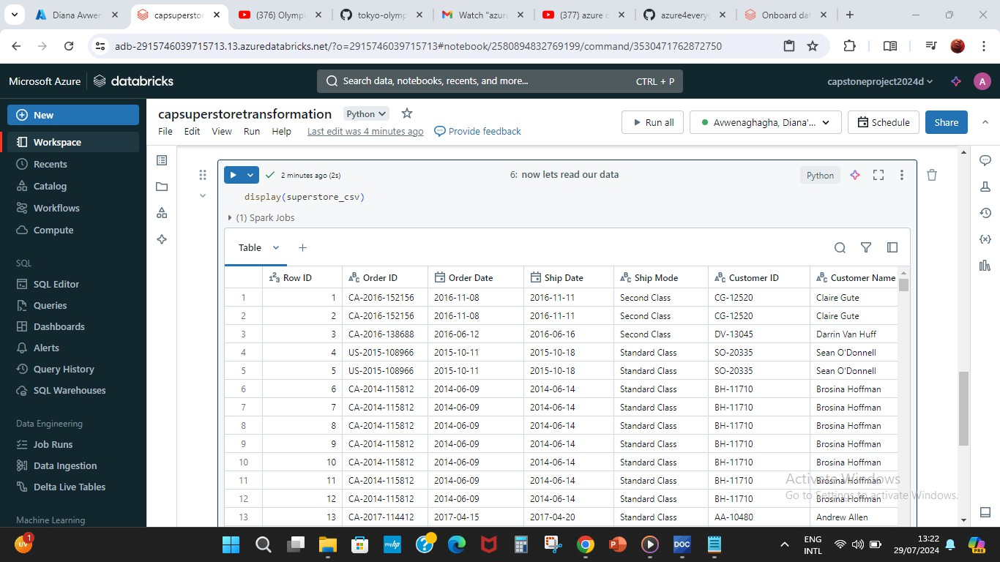 Diana Awen
capsuperstor
(376) Olympi
tokyo-olymp
Watch "azur
(377) azure c
azure4every
Onboard dat
adb-2915746039715713.13.azuredatabricks.net/?o=2915746039715713#notebook/2580894832769199/command/3530471762872750
Microsoft Azure
databricks
Search data, notebooks, recents, and more...
CTRL + P
capstoneproject2024d
A
New
Workspace
Recents
Catalog
Workflows
Compute
SQL
SQL Editor
Queries
Dashboards
Alerts
Query History
SQL Warehouses
Data Engineering
Job Runs
Data Ingestion
Delta Live Tables
Machine Learning
capsuperstoretransformation
Python
File Edit View Run Help Last edit was 4 minutes ago Provide feedback
Run all
Avwenaghagha, Diana'...
Schedule
Share
2 minutes ago (2s)
6: now lets read our data
Python
display(superstore_csv)
(1) Spark Jobs
Table
Row ID Order ID Order Date Ship Date Ship Mode Customer ID Customer Name
1 1 CA-2016-152156 2016-11-08 2016-11-11 Second Class CG-12520 Claire Gute
2 2 CA-2016-152156 2016-11-08 2016-11-11 Second Class CG-12520 Claire Gute
3 3 CA-2016-138688 2016-06-12 2016-06-16 Second Class DV-13045 Darrin Van Huff
4 4 US-2015-108966 2015-10-11 2015-10-18 Standard Class SO-20335 Sean O'Donnell
5 5 US-2015-108966 2015-10-11 2015-10-18 Standard Class SO-20335 Sean O'Donnell
6 6 CA-2014-115812 2014-06-09 2014-06-14 Standard Class BH-11710 Brosina Hoffman
7 7 CA-2014-115812 2014-06-09 2014-06-14 Standard Class BH-11710 Brosina Hoffman
8 8 CA-2014-115812 2014-06-09 2014-06-14 Standard Class BH-11710 Brosina Hoffman
9 9 CA-2014-115812 2014-06-09 2014-06-14 Standard Class BH-11710 Brosina Hoffman
10 10 CA-2014-115812 2014-06-09 2014-06-14 Standard Class BH-11710 Brosina Hoffman
11 11 CA-2014-115812 2014-06-09 2014-06-14 Standard Class BH-11710 Brosina Hoffman
12 12 CA-2014-115812 2014-06-09 2014-06-14 Standard Class BH-11710 Brosina Hoffman
13 13 CA-2017-114412 2017-04-15 2017-04-20 Standard Class AA-10480 Andrew Allen
Activate Windows
Go to Settings to activate Windows.
UV
1
myhp
DOC
ENG
INTL
13:22
29/07/2024
PRE